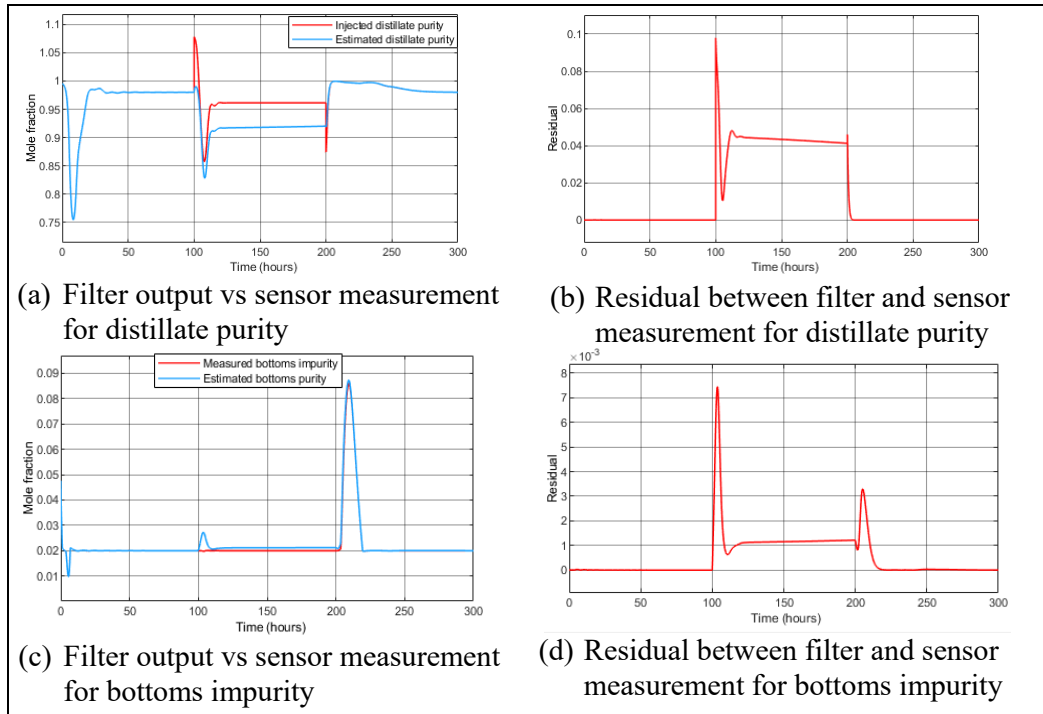 Injected distillate purity
Estimated distillate purity
Mole fraction
1.1
1.05
1
0.95
0.9
0.85
0.8
0.75
0 50 100 150 200 250 300
Time (hours)
(a) Filter output vs sensor measurement
for distillate purity
Residual
0.1
0.08
0.06
0.04
0.02
0
0 50 100 150 200 250 300
Time (hours)
(b) Residual between filter and sensor
measurement for distillate purity
Measured bottoms impurity
Estimated bottoms purity
Mole fraction
0.09
0.08
0.07
0.06
0.05
0.04
0.03
0.02
0.01
0 50 100 150 200 250 300
Time (hours)
(c) Filter output vs sensor measurement
for bottoms impurity
×10⁻³
Residual
8
7
6
5
4
3
2
1
0
0 50 100 150 200 250 300
Time (hours)
(d) Residual between filter and sensor
measurement for bottoms impurity